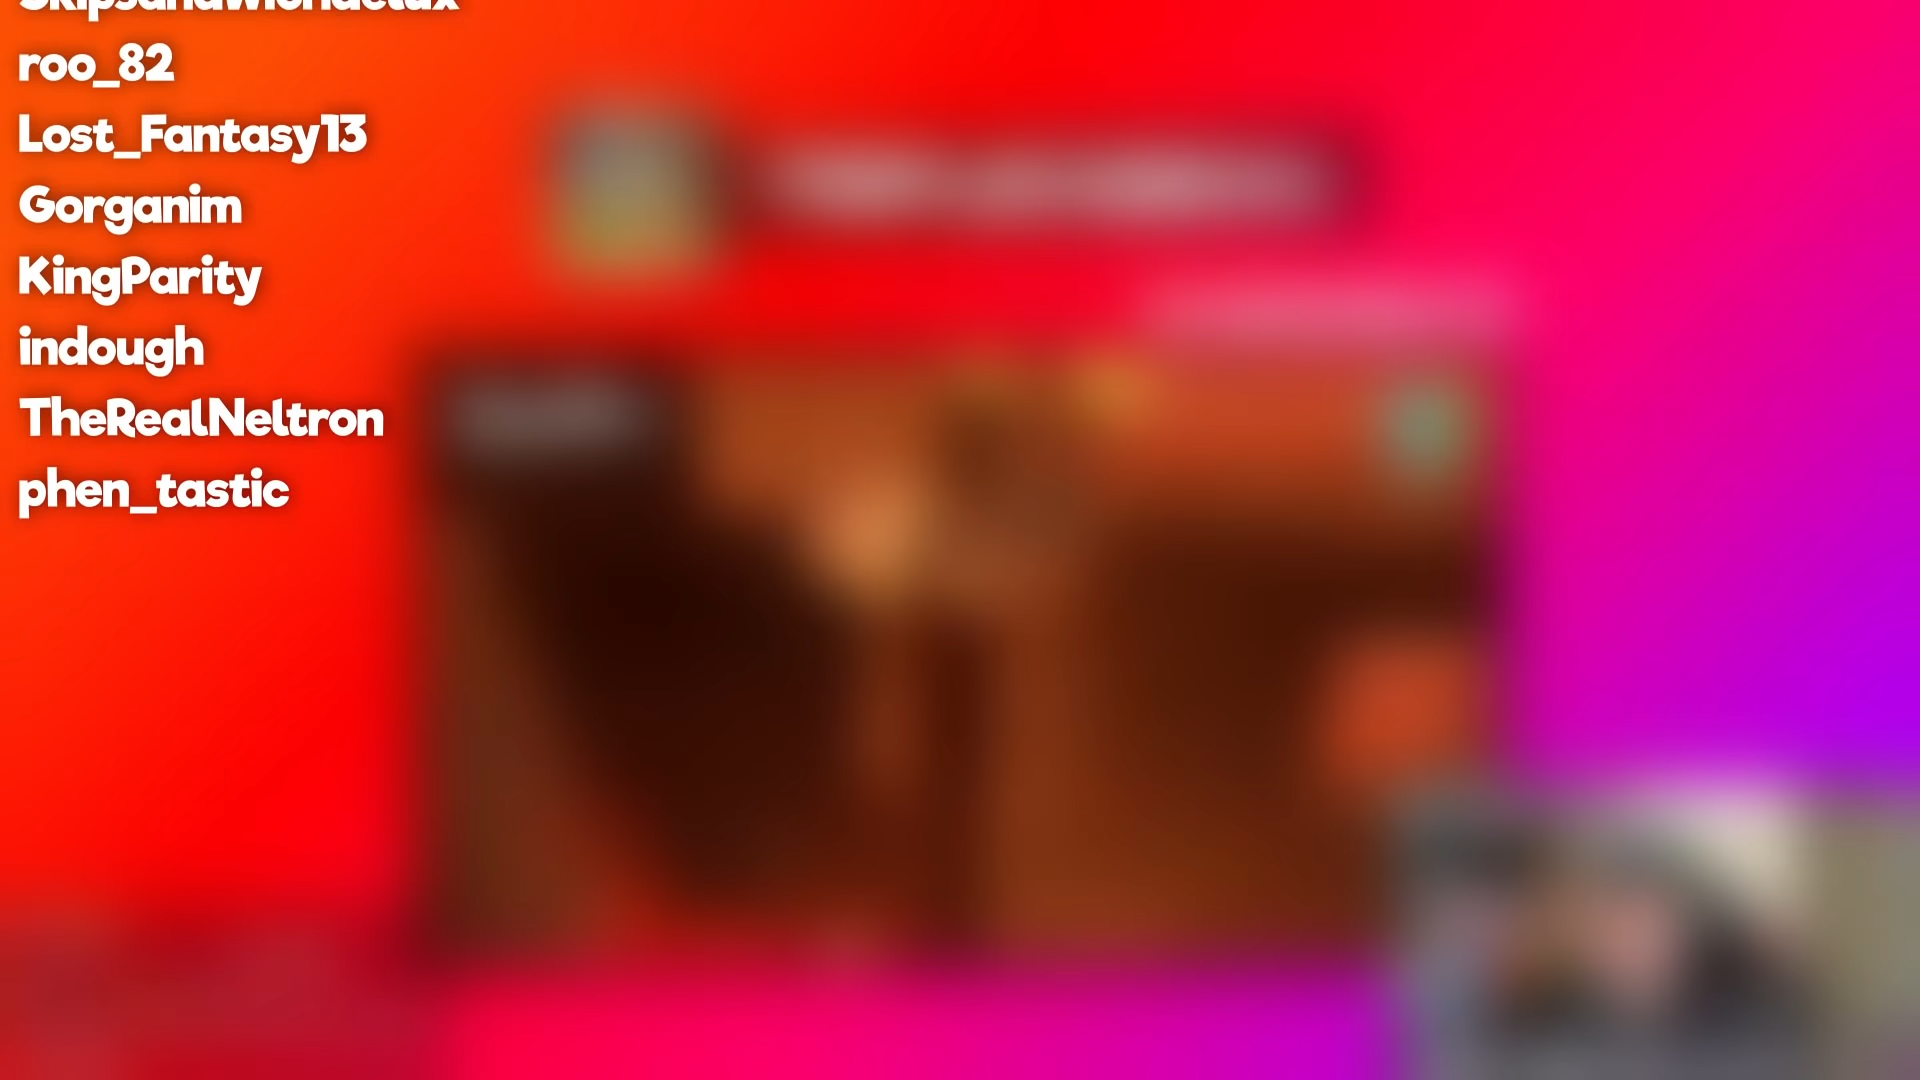 roo_82
Lost_Fantasy13
Gorganim
KingParity
indough
TheRealNeltron
phen_tastic